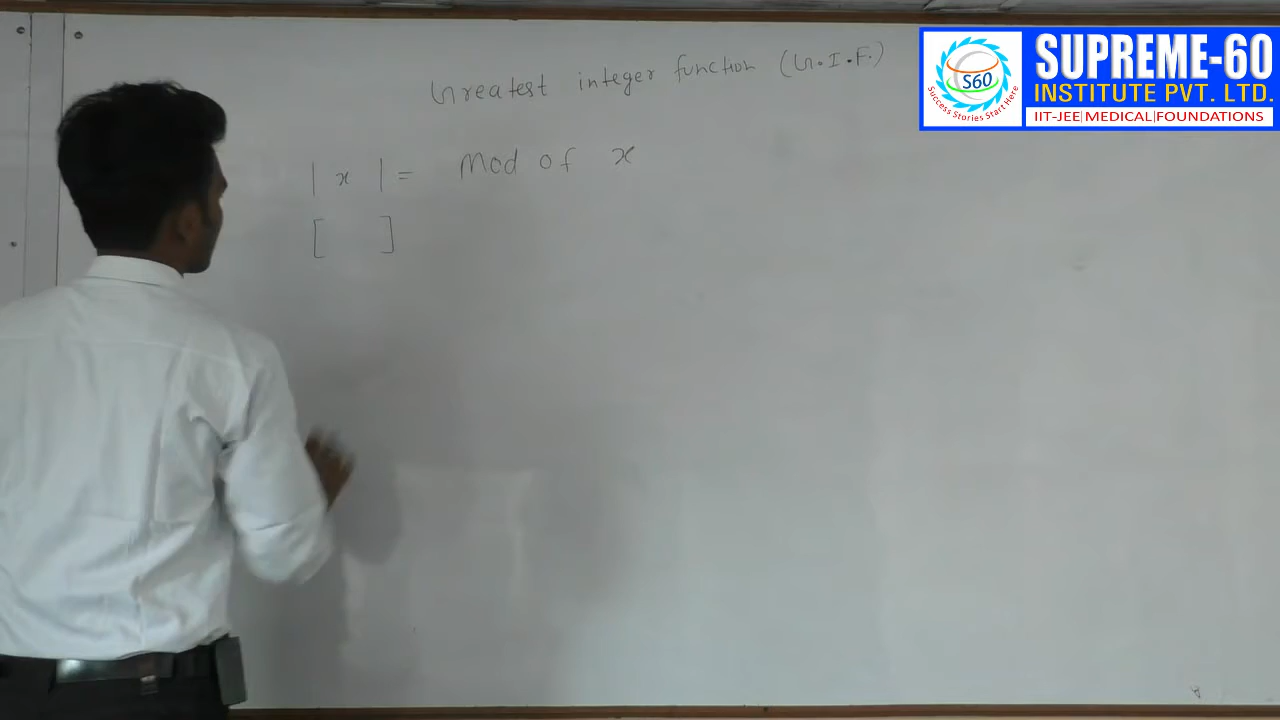 Greatest integer function (G.I.F.)
| x | = Mod of x
[ ]
SUPREME-60
INSTITUTE PVT. LTD.
IIT-JEE|MEDICAL|FOUNDATIONS
S60
Success Stories Start Here